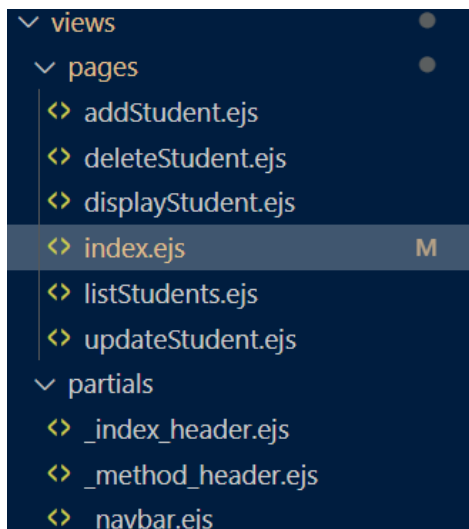 views
pages
<> addStudent.ejs
<> deleteStudent.ejs
<> displayStudent.ejs
<> index.ejs M
<> listStudents.ejs
<> updateStudent.ejs
partials
<> _index_header.ejs
<> _method_header.ejs
<> _navbar.ejs